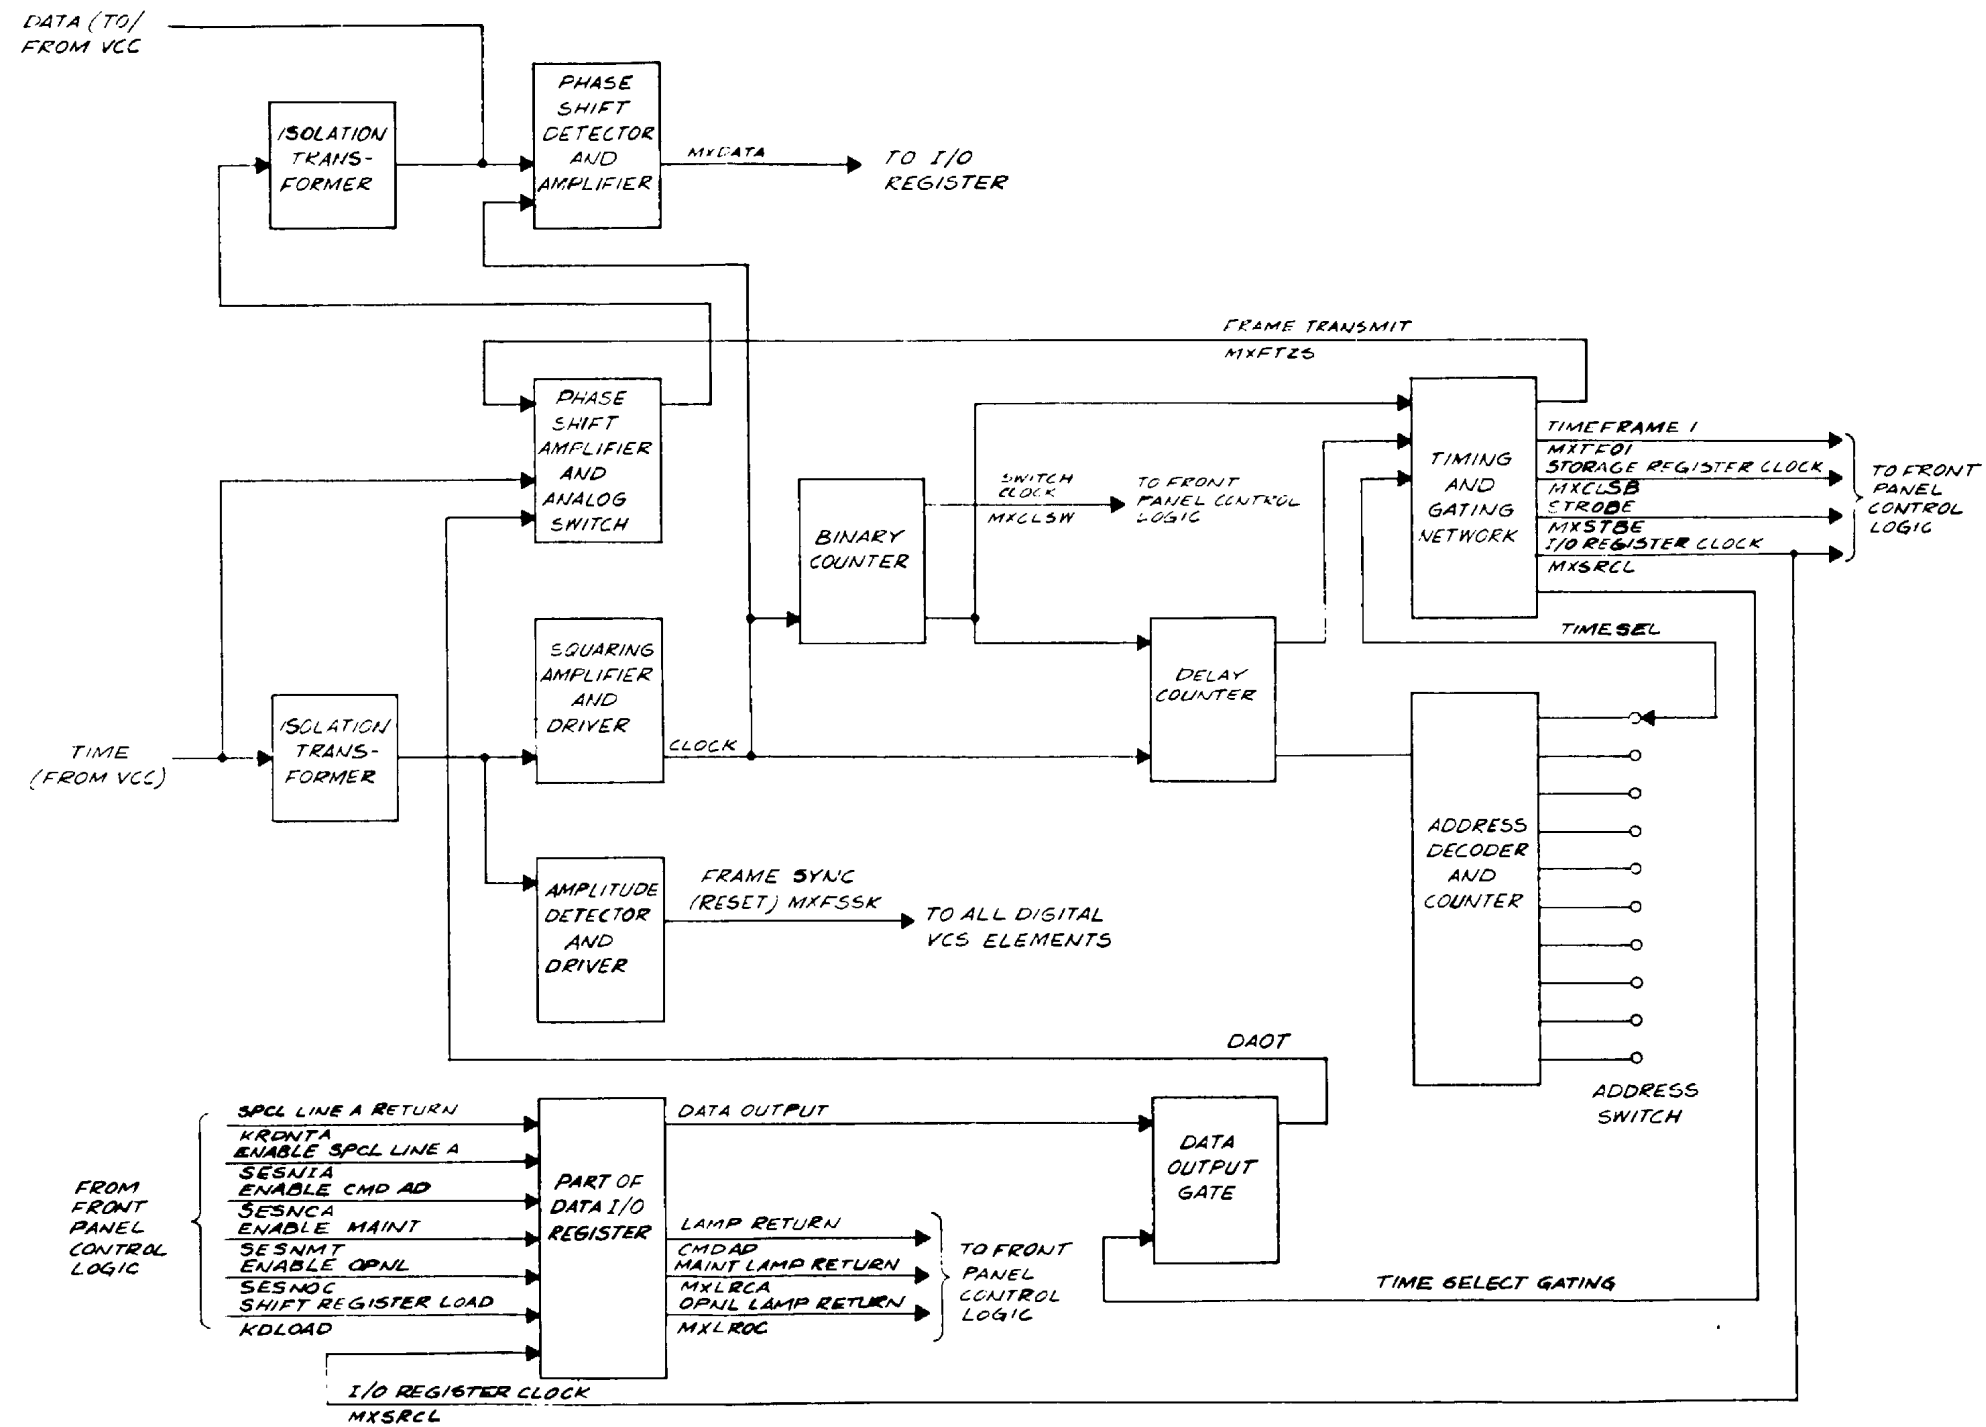 DATA (TO/
FROM VCC
ISOLATION
TRANS-
FORMER
PHASE
SHIFT
DETECTOR
AND
AMPLIFIER
MXDATA
TO I/O
REGISTER
FRAME TRANSMIT
MXFTZS
PHASE
SHIFT
AMPLIFIER
AND
ANALOG
SWITCH
BINARY
COUNTER
SWITCH
CLOCK
MXCLSW
TO FRONT
PANEL CONTROL
LOGIC
TIMING
AND
GATING
NETWORK
TIMEFRAME 1
MXTF01
STORAGE REGISTER CLOCK
MXCLSB
STROBE
MXSTBE
I/O REGISTER CLOCK
MXSRCL
TO FRONT
PANEL
CONTROL
LOGIC
TIME SEL
SQUARING
AMPLIFIER
AND
DRIVER
CLOCK
DELAY
COUNTER
TIME
(FROM VCC)
ISOLATION
TRANS-
FORMER
AMPLITUDE
DETECTOR
AND
DRIVER
FRAME SYNC
(RESET) MXFSSK
TO ALL DIGITAL
VCS ELEMENTS
ADDRESS
DECODER
AND
COUNTER
ADDRESS
SWITCH
DAOT
FROM
FRONT
PANEL
CONTROL
LOGIC
SPCL LINE A RETURN
KRDNTA
ENABLE SPCL LINE A
SESNIA
ENABLE CMD AD
SESNCA
ENABLE MAINT
SESNMT
ENABLE OPNL
SESNOC
SHIFT REGISTER LOAD
KDLOAD
PART OF
DATA I/O
REGISTER
DATA OUTPUT
LAMP RETURN
CMDAD
MAINT LAMP RETURN
MXLRCA
OPNL LAMP RETURN
MXLROC
TO FRONT
PANEL
CONTROL
LOGIC
DATA
OUTPUT
GATE
TIME SELECT GATING
I/O REGISTER CLOCK
MXSRCL